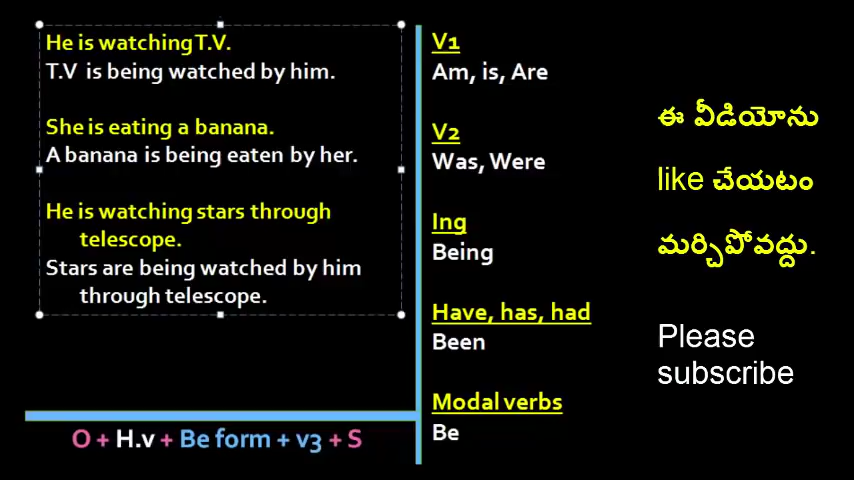 He is watching T.V.
T.V is being watched by him.
She is eating a banana.
A banana is being eaten by her.
He is watching stars through
telescope.
Stars are being watched by him
through telescope.
O + H.v + Be form + v3 + S
V1
Am, is, Are
V2
Was, Were
Ing
Being
Have, has, had
Been
Modal verbs
Be
ఈ వీడియోను
like చేయటం
మర్చిపోవద్దు.
Please
subscribe